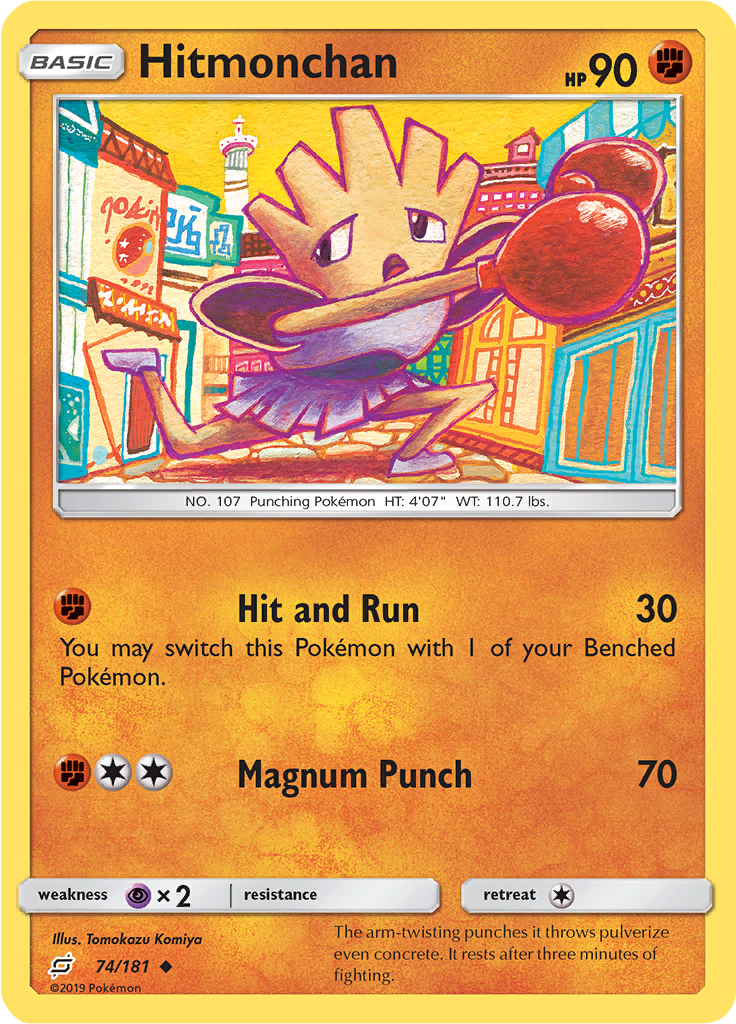 BASIC Hitmonchan HP 90
NO. 107 Punching Pokémon HT: 4'07" WT: 110.7 lbs.
Hit and Run 30
You may switch this Pokémon with 1 of your Benched
Pokémon.
Magnum Punch 70
weakness ×2 resistance retreat
Illus. Tomokazu Komiya
74/181
©2019 Pokémon
The arm-twisting punches it throws pulverize
even concrete. It rests after three minutes of
fighting.